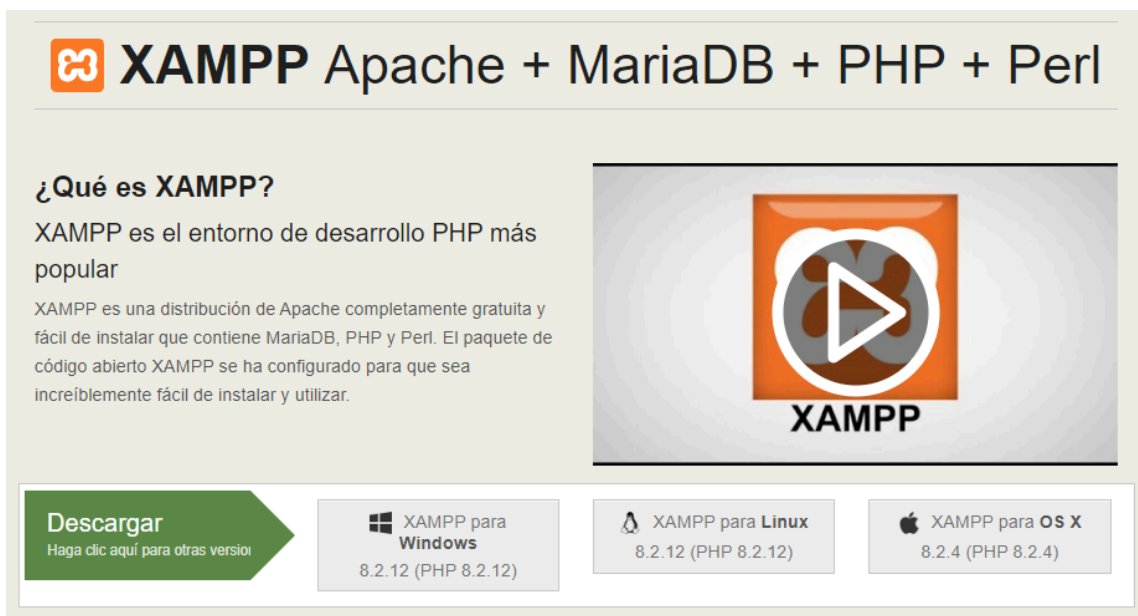 XAMPP Apache + MariaDB + PHP + Perl
¿Qué es XAMPP?
XAMPP es el entorno de desarrollo PHP más
popular
XAMPP es una distribución de Apache completamente gratuita y
fácil de instalar que contiene MariaDB, PHP y Perl. El paquete de
código abierto XAMPP se ha configurado para que sea
increíblemente fácil de instalar y utilizar.
XAMPP
Descargar
Haga clic aquí para otras version
XAMPP para
Windows
8.2.12 (PHP 8.2.12)
XAMPP para Linux
8.2.12 (PHP 8.2.12)
XAMPP para OS X
8.2.4 (PHP 8.2.4)